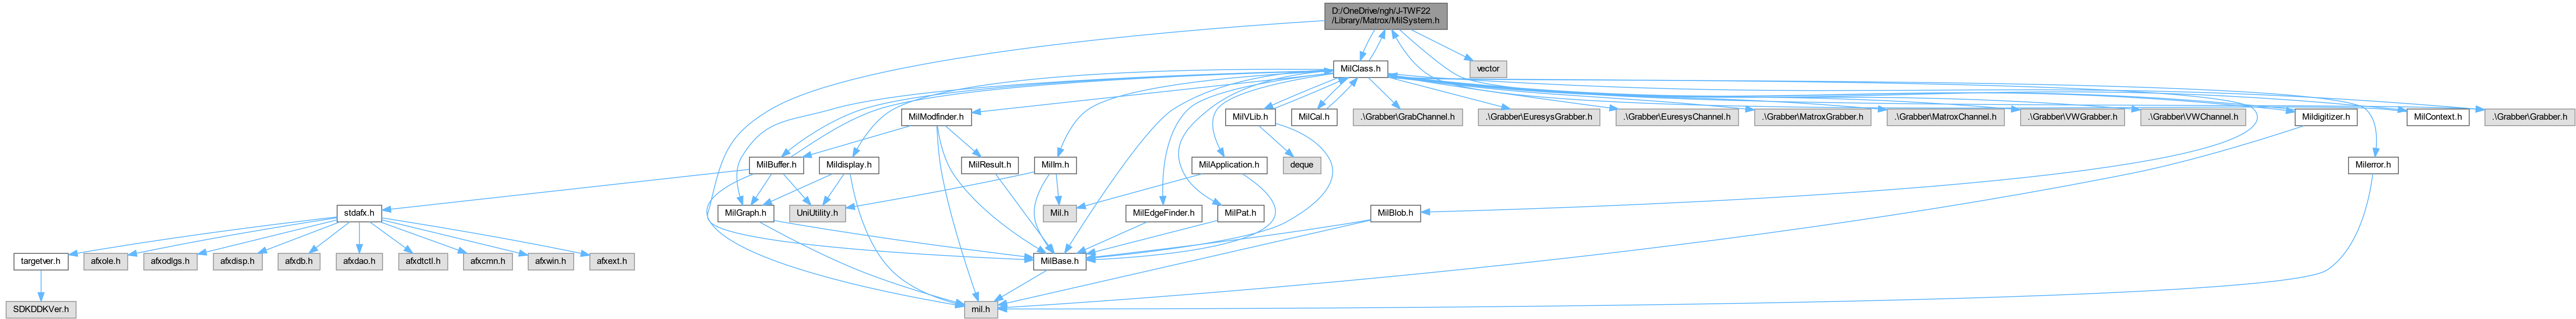 D:/OneDrive/ngh/J-TWF22
/Library/Matrox/MilSystem.h
MilClass.h
vector
MilModfinder.h
MilVLib.h
MilCal.h
.\Grabber\GrabChannel.h
.\Grabber\EuresysGrabber.h
.\Grabber\EuresysChannel.h
.\Grabber\MatroxGrabber.h
.\Grabber\MatroxChannel.h
.\Grabber\VWGrabber.h
.\Grabber\VWChannel.h
Mildigitizer.h
MilContext.h
.\Grabber\Grabber.h
MilBuffer.h
Mildisplay.h
MilResult.h
MilIm.h
MilApplication.h
deque
Milerror.h
stdafx.h
MilGraph.h
UniUtility.h
Mil.h
MilEdgeFinder.h
MilPat.h
MilBlob.h
targetver.h
afxole.h
afxodlgs.h
afxdisp.h
afxdb.h
afxdao.h
afxdtctl.h
afxcmn.h
afxwin.h
afxext.h
MilBase.h
SDKDDKVer.h
mil.h